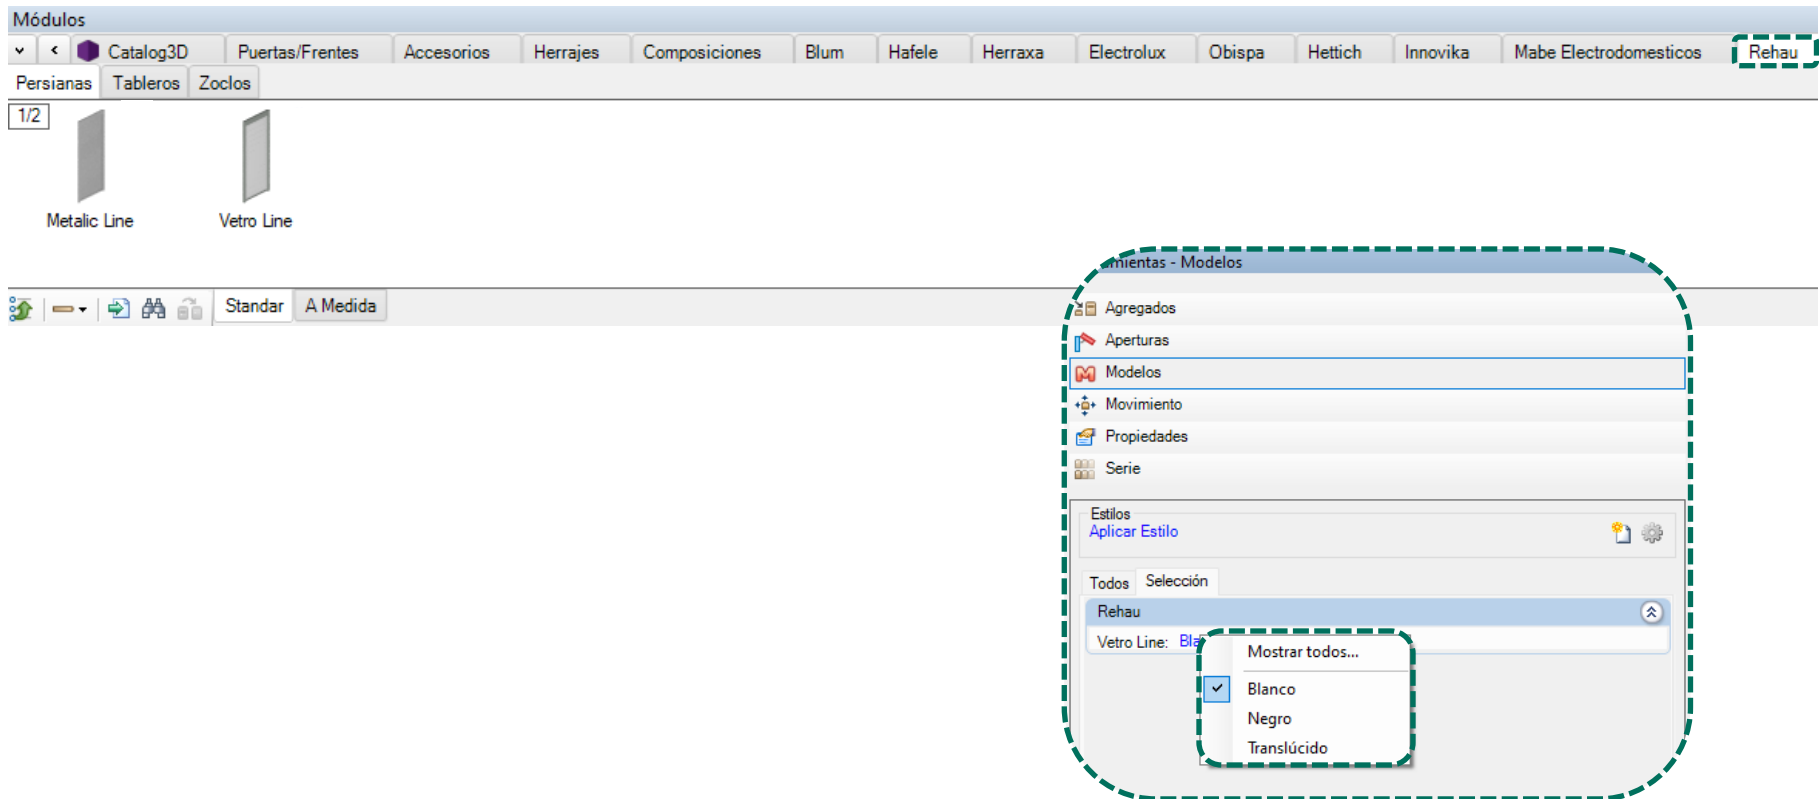 Módulos
Catalog3D Puertas/Frentes Accesorios Herrajes Composiciones Blum Hafele Herraxa Electrolux Obispa Hettich Innovika Mabe Electrodomesticos Rehau
Persianas Tableros Zoclos
1/2
Metalic Line Vetro Line
Standar A Medida
mientas - Modelos
Agregados
Aperturas
Modelos
Movimiento
Propiedades
Serie
Estilos
Aplicar Estilo
Todos Selección
Rehau
Vetro Line: Bla
Mostrar todos...
Blanco
Negro
Translúcido